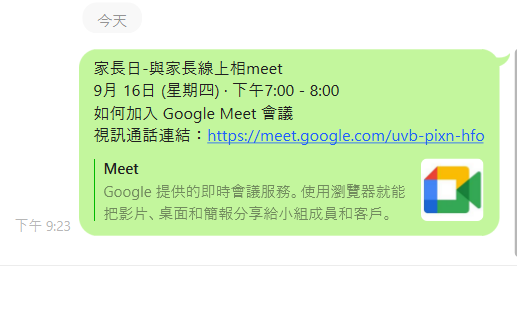 今天
家長日-與家長線上相meet
9月 16日 (星期四) · 下午7:00 - 8:00
如何加入 Google Meet 會議
視訊通話連結：https://meet.google.com/uvb-pixn-hfo
Meet
Google 提供的即時會議服務。使用瀏覽器就能
把影片、桌面和簡報分享給小組成員和客戶。
下午 9:23